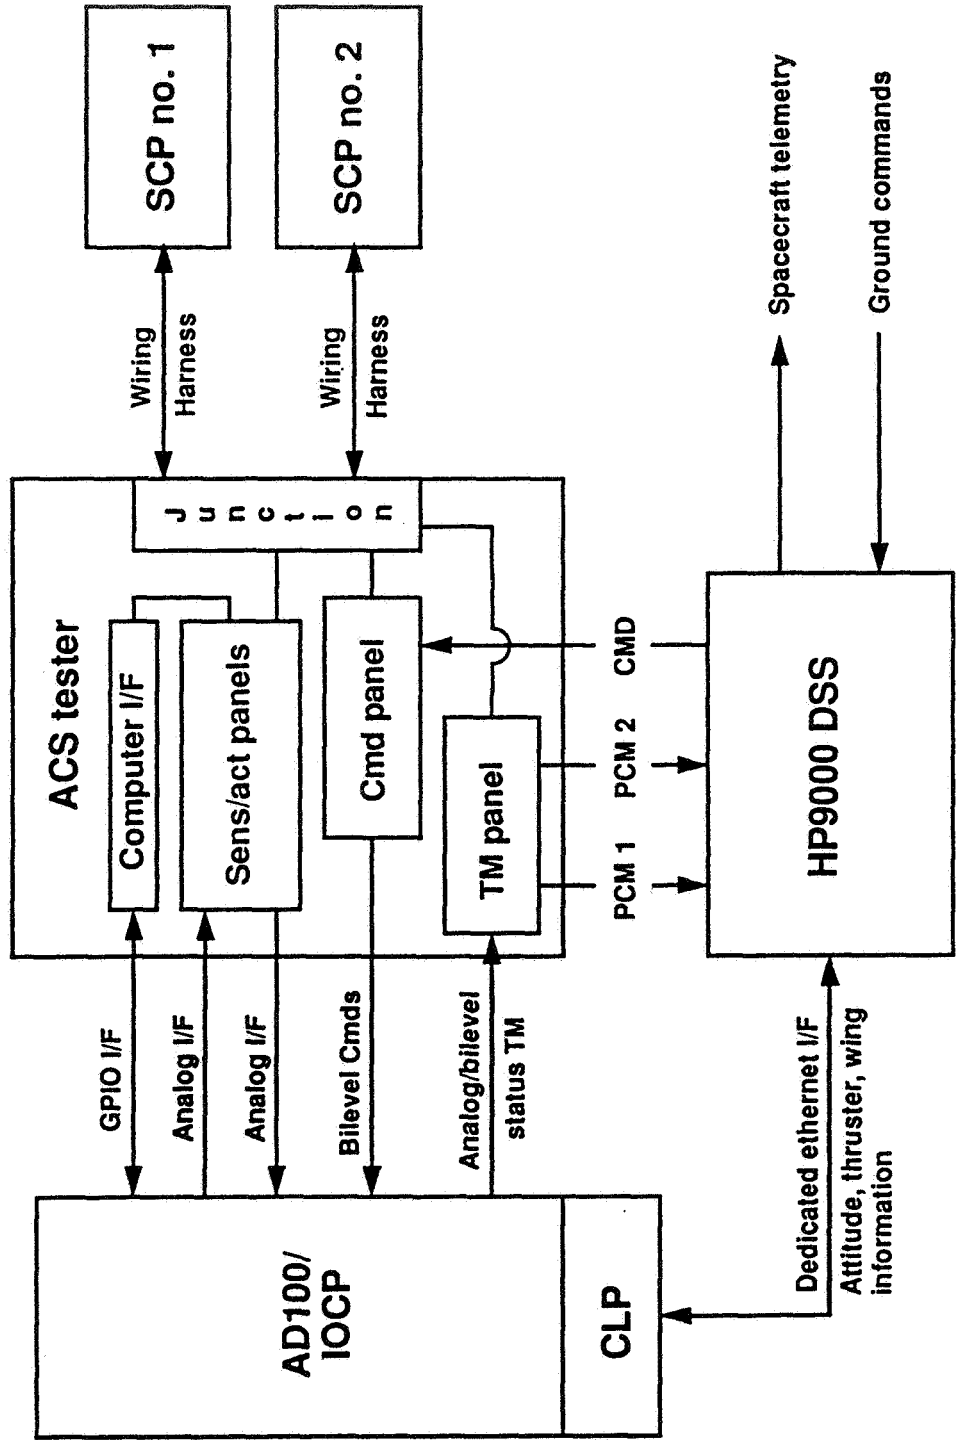 AD100/
IOCP
CLP
GPIO I/F
Analog I/F
Analog I/F
Bilevel Cmds
Analog/bilevel
status TM
ACS tester
Computer I/F
Sens/act panels
Cmd panel
TM panel
J
u
n
c
t
i
o
n
Wiring
Harness
Wiring
Harness
SCP no. 1
SCP no. 2
PCM 1
PCM 2
CMD
HP9000 DSS
Dedicated ethernet I/F
Attitude, thruster, wing
information
Spacecraft telemetry
Ground commands